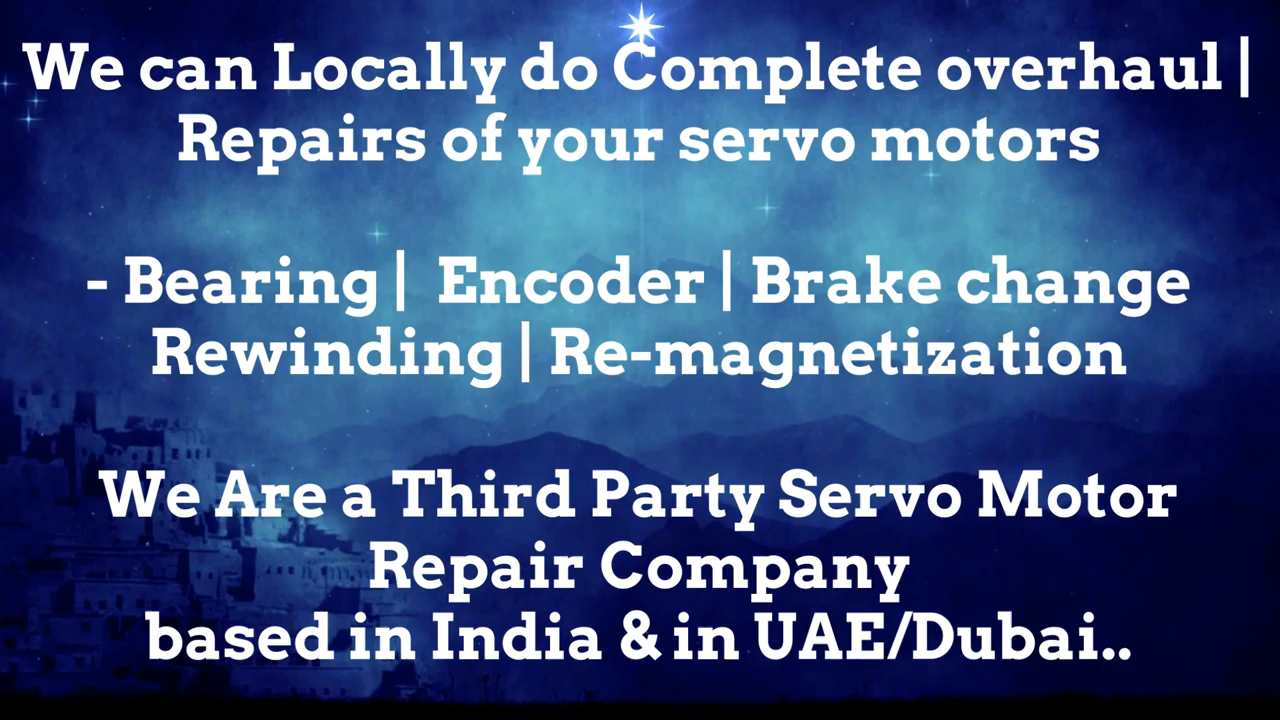 We can Locally do Complete overhaul |
Repairs of your servo motors
- Bearing | Encoder | Brake change
Rewinding | Re-magnetization
We Are a Third Party Servo Motor
Repair Company
based in India & in UAE/Dubai..